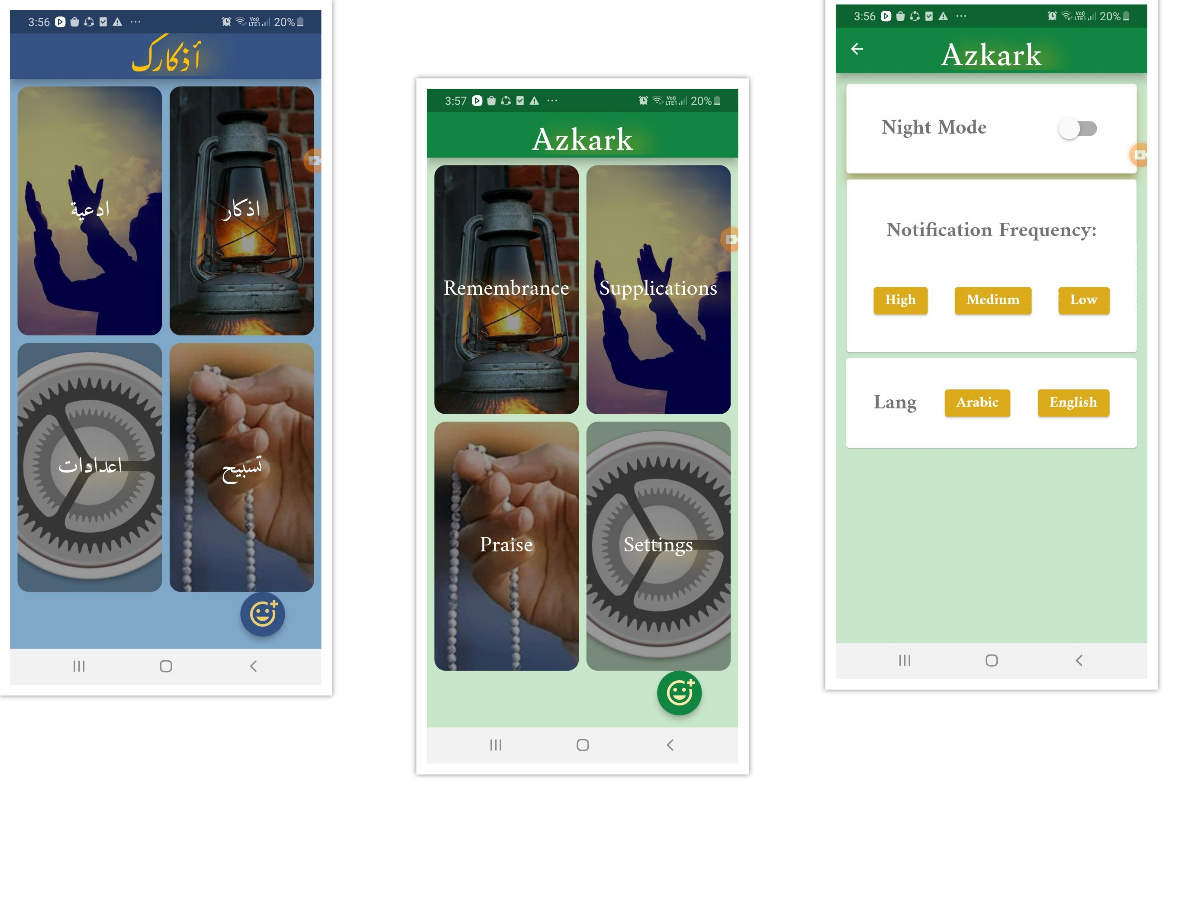 3:56
20%
أذكارك
ادعية
اذكار
اعدادات
تسبيح
3:57
20%
Azkark
Remembrance
Supplications
Praise
Settings
3:56
20%
Azkark
Night Mode
Notification Frequency:
High
Medium
Low
Lang
Arabic
English